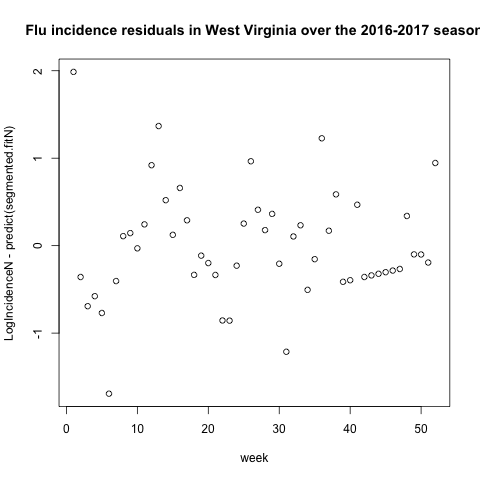 Flu incidence residuals in West Virginia over the 2016-2017 season
LogIncidenceN - predict(segmented.fitN)
2
1
0
-1
0 10 20 30 40 50
week